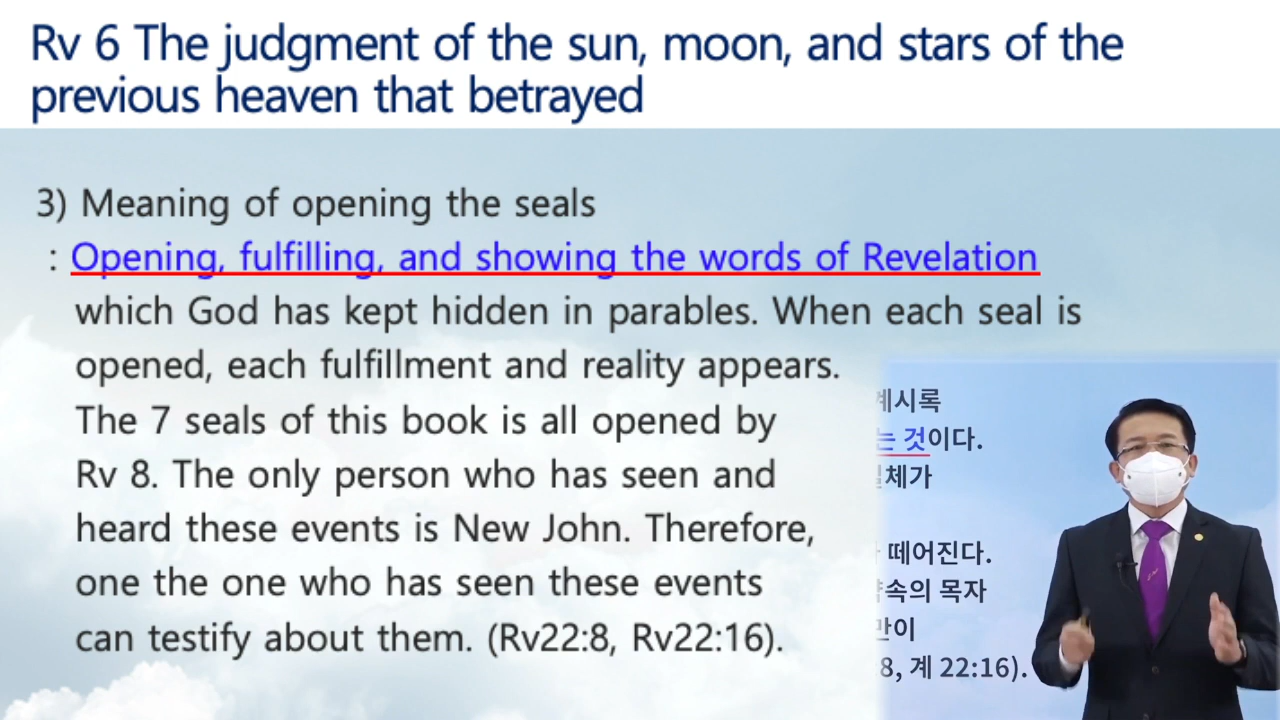 Rv 6 The judgment of the sun, moon, and stars of the
previous heaven that betrayed
3) Meaning of opening the seals
: Opening, fulfilling, and showing the words of Revelation
which God has kept hidden in parables. When each seal is
opened, each fulfillment and reality appears.
The 7 seals of this book is all opened by
Rv 8. The only person who has seen and
heard these events is New John. Therefore,
one the one who has seen these events
can testify about them. (Rv22:8, Rv22:16).
계시록
는 것이다.
체가
떼어진다.
약속의 목자
만이
8, 계 22:16).